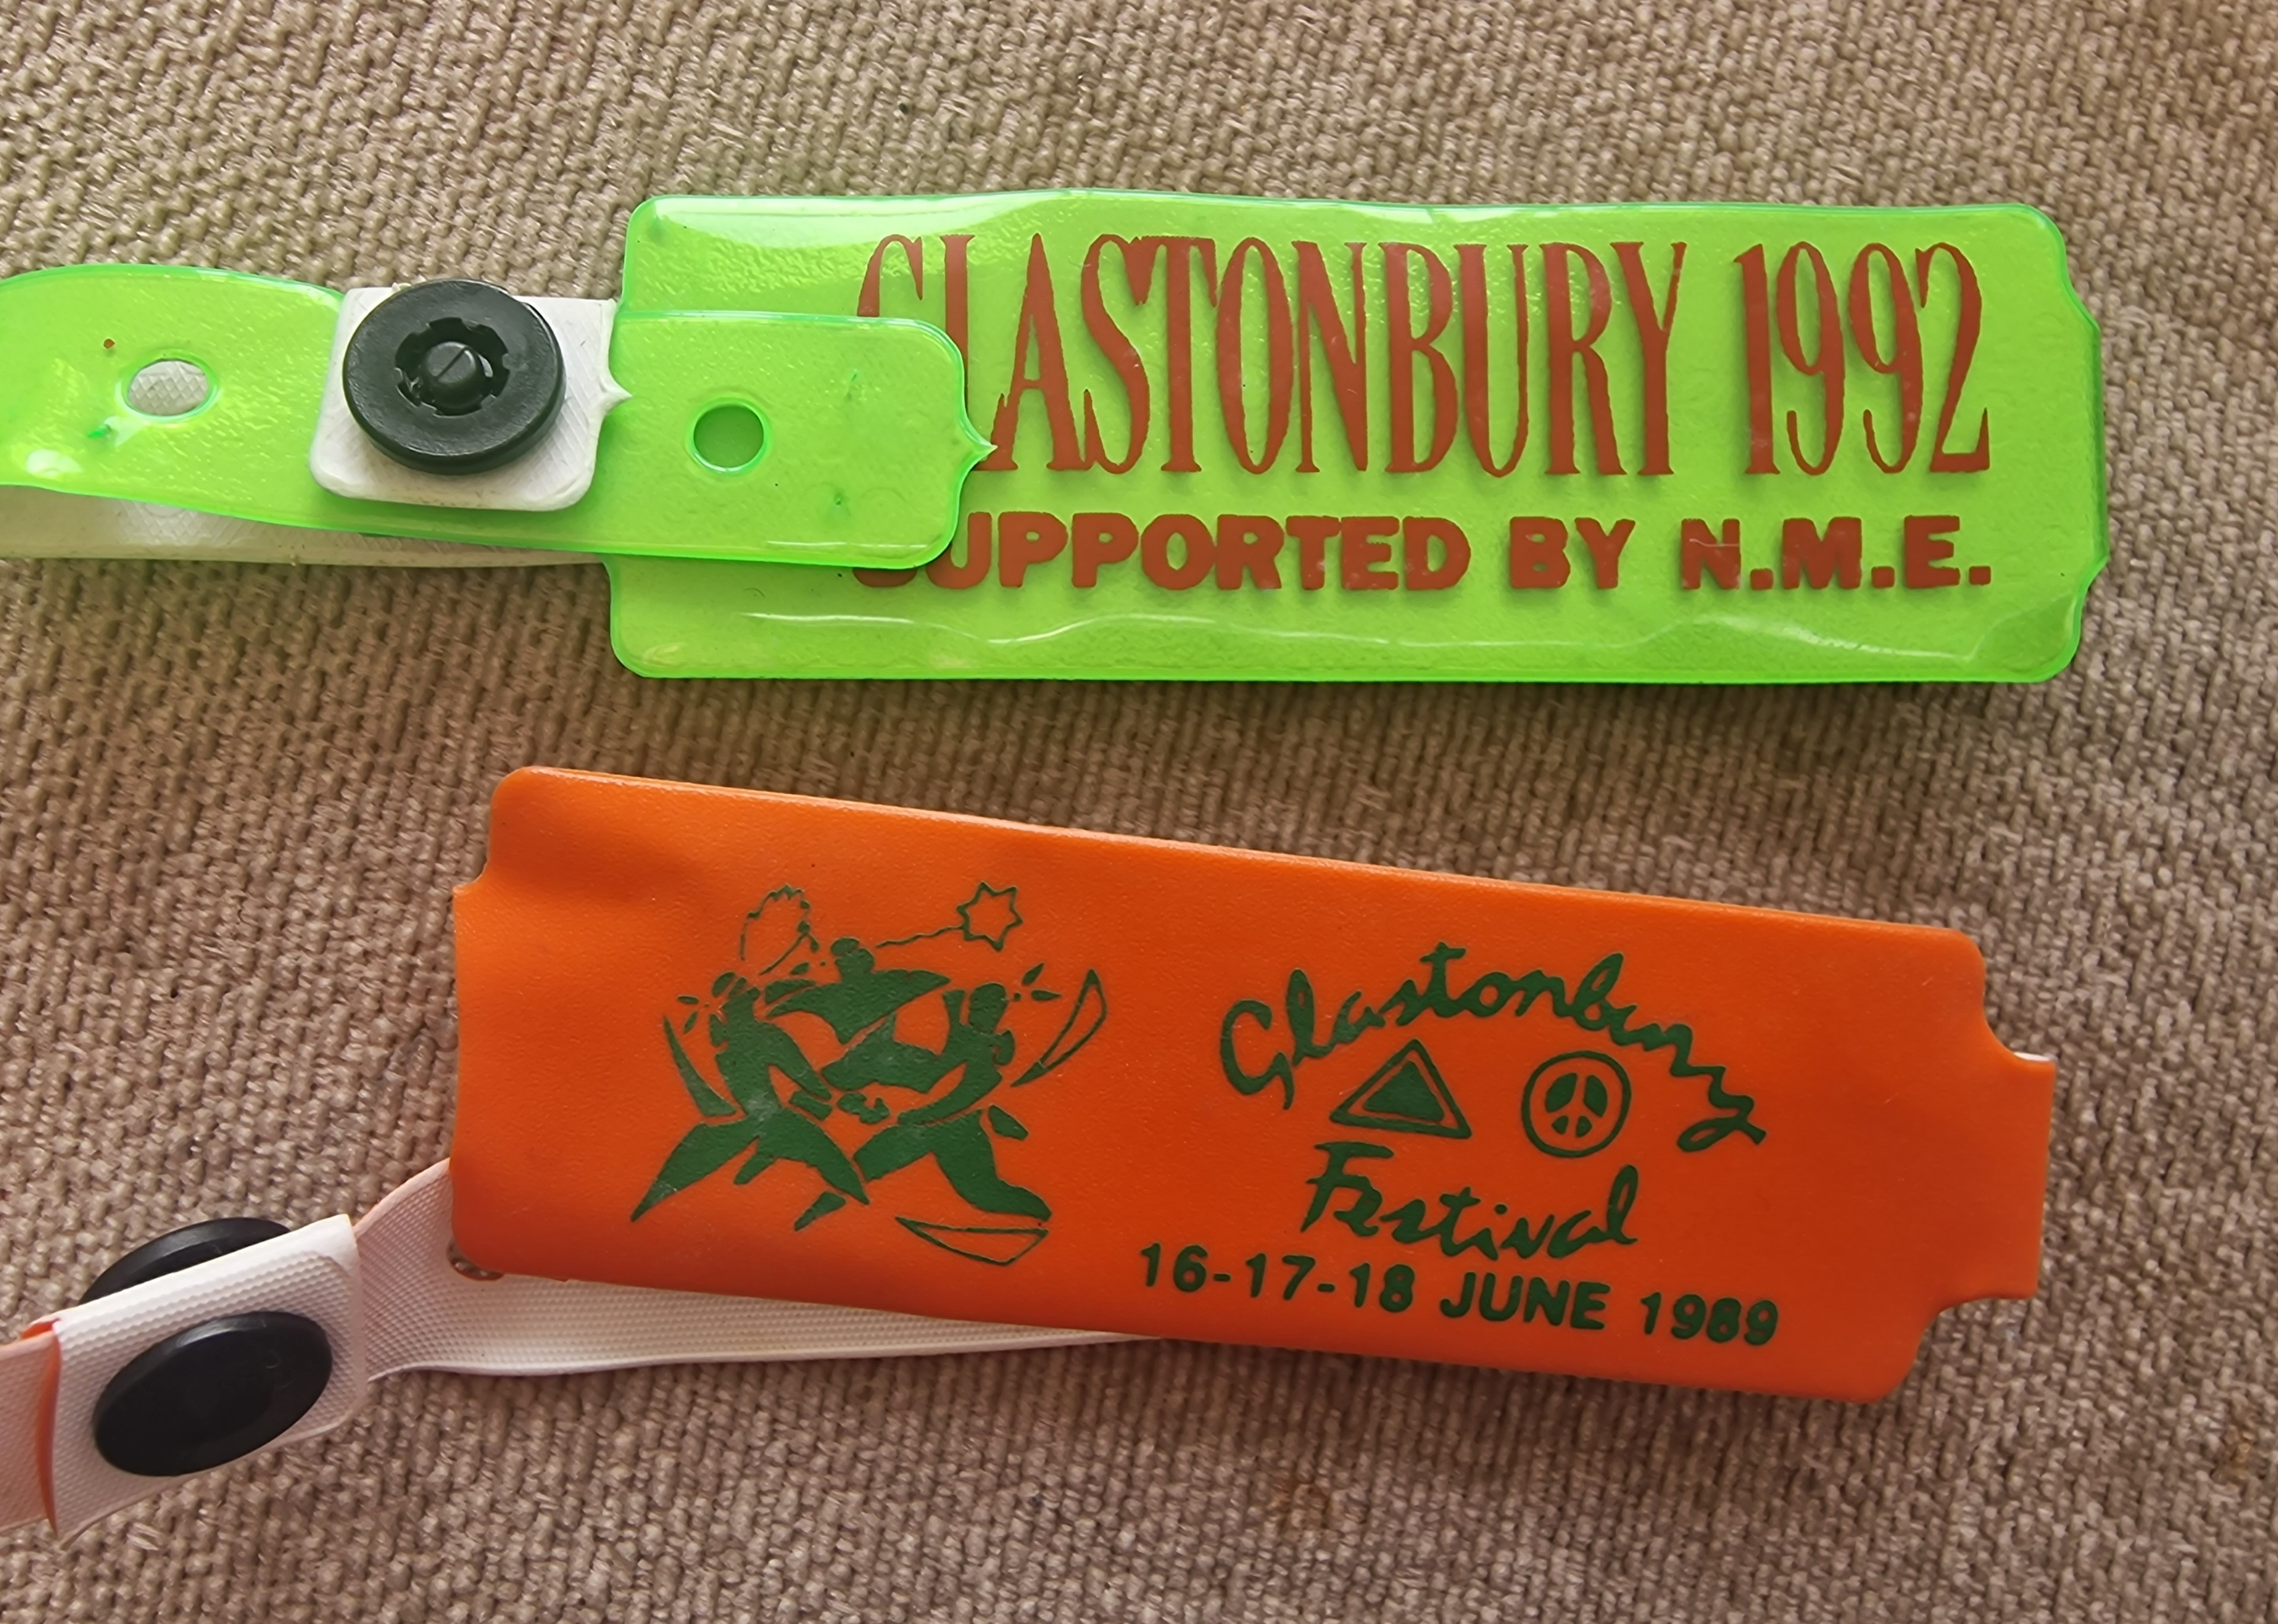 GLASTONBURY 1992
SUPPORTED BY N.M.E.
Glastonbury
Festival
16-17-18 JUNE 1989